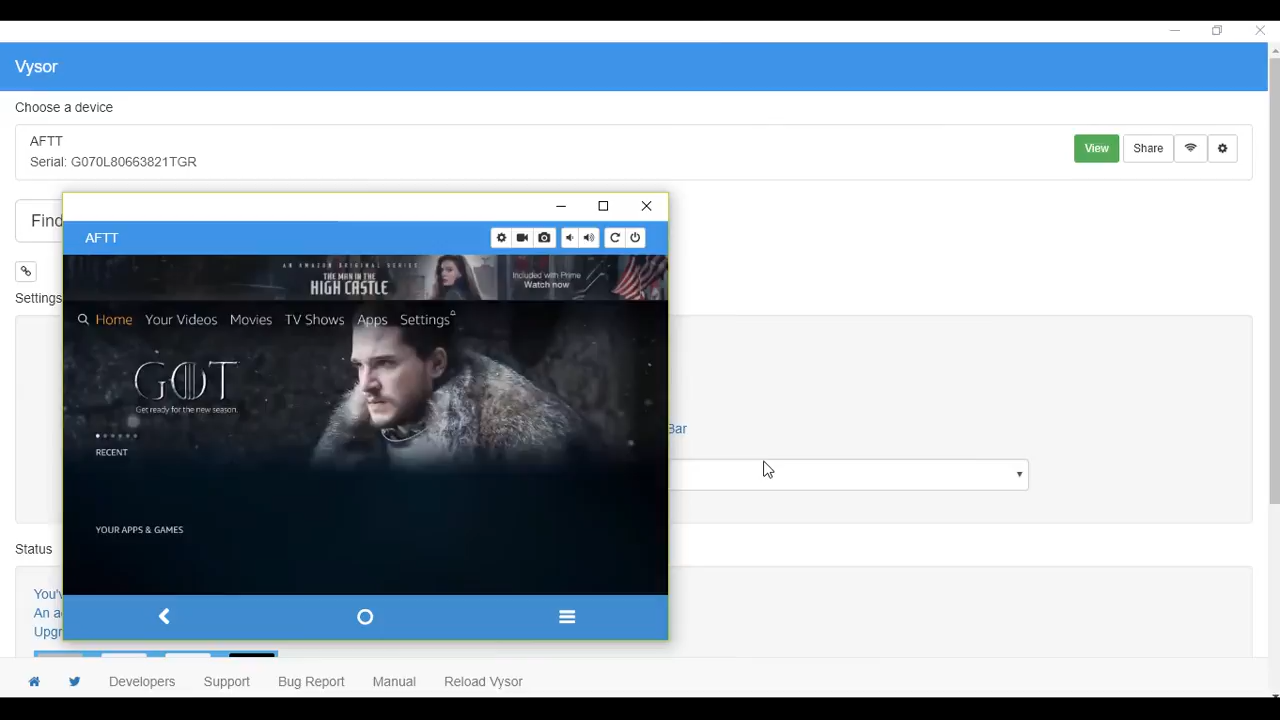 Vysor
Choose a device
AFTT
Serial: G070L80663821TGR
View
Share
Find
AFTT
AN AMAZON ORIGINAL SERIES
THE MAN IN THE
HIGH CASTLE
Included with Prime
Watch now
Settings
Home
Your Videos
Movies
TV Shows
Apps
Settings
GOT
Get ready for the new season.
Bar
RECENT
YOUR APPS & GAMES
Status
You'v
An a
Upgr
Developers
Support
Bug Report
Manual
Reload Vysor